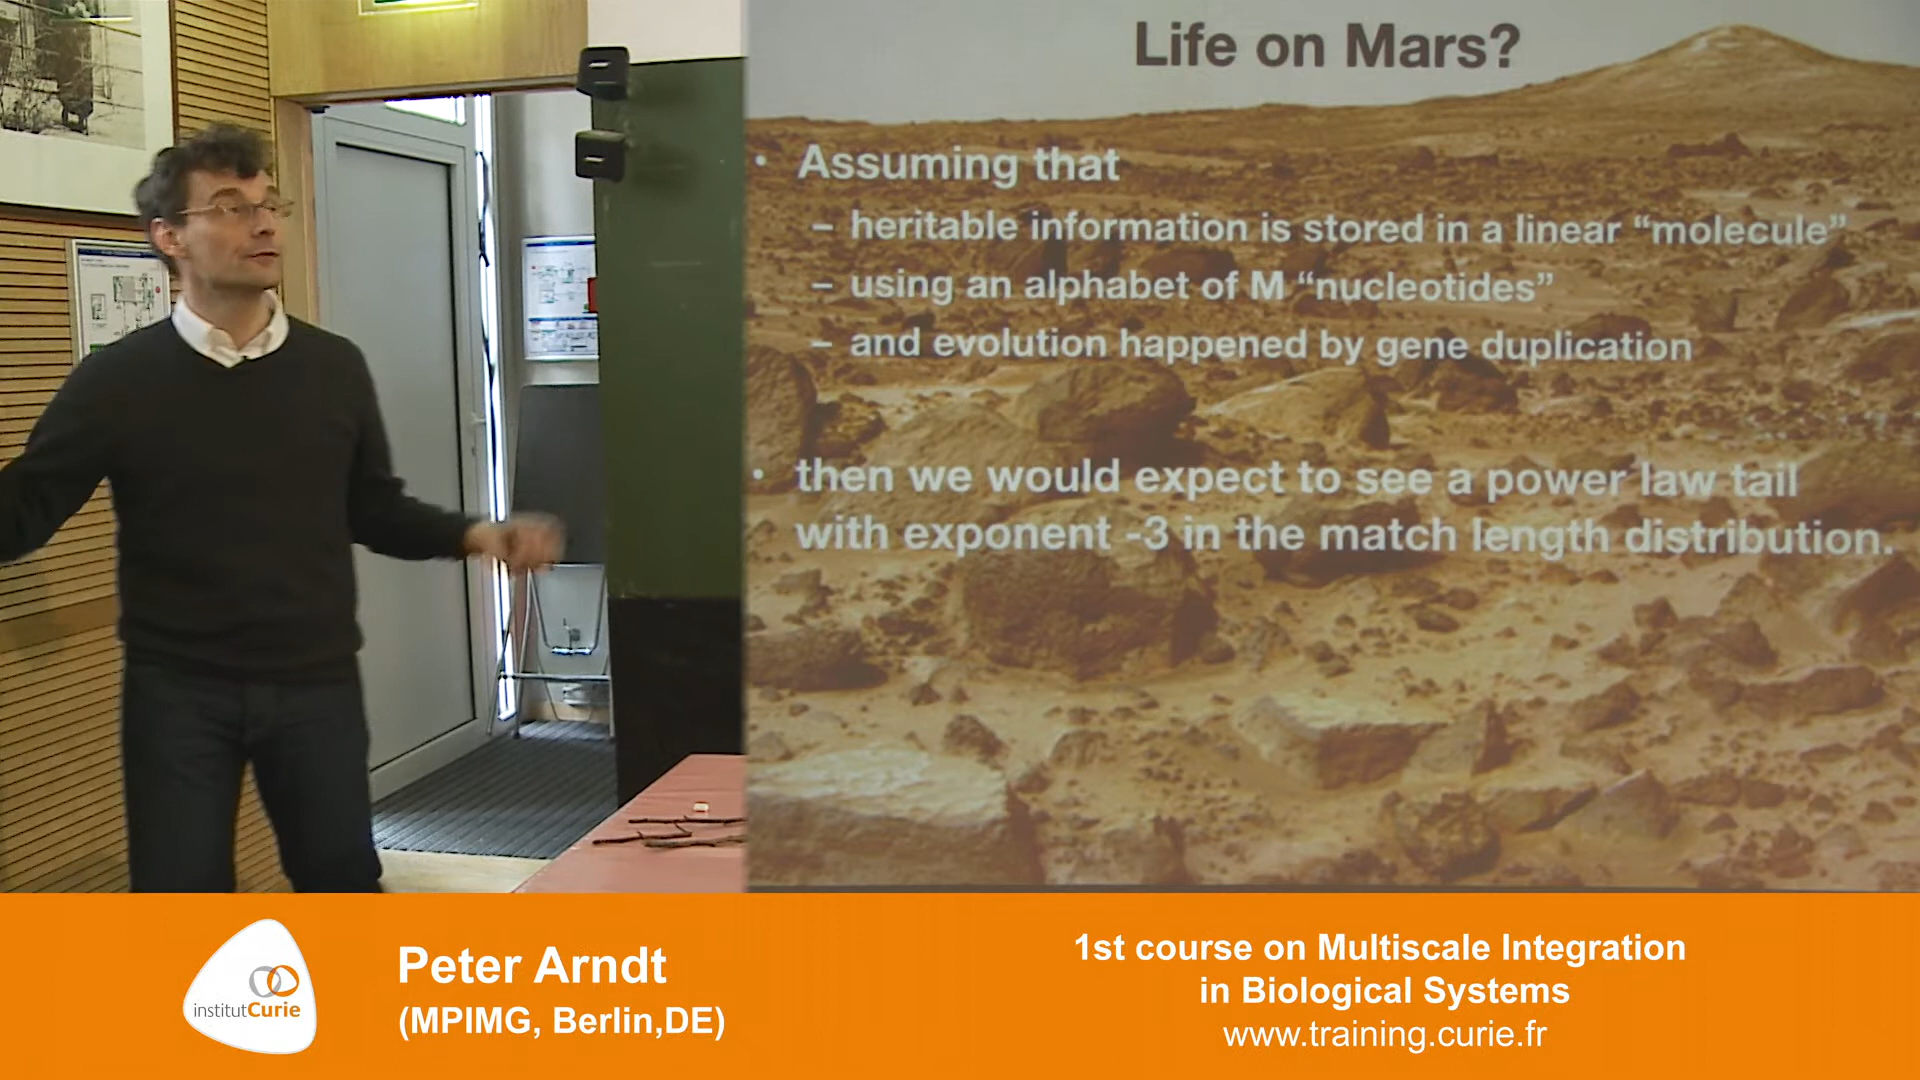 Life on Mars?
• Assuming that
– heritable information is stored in a linear “molecule”
– using an alphabet of M “nucleotides”
– and evolution happened by gene duplication
• then we would expect to see a power law tail
with exponent -3 in the match length distribution.
institutCurie
Peter Arndt
(MPIMG, Berlin,DE)
1st course on Multiscale Integration
in Biological Systems
www.training.curie.fr